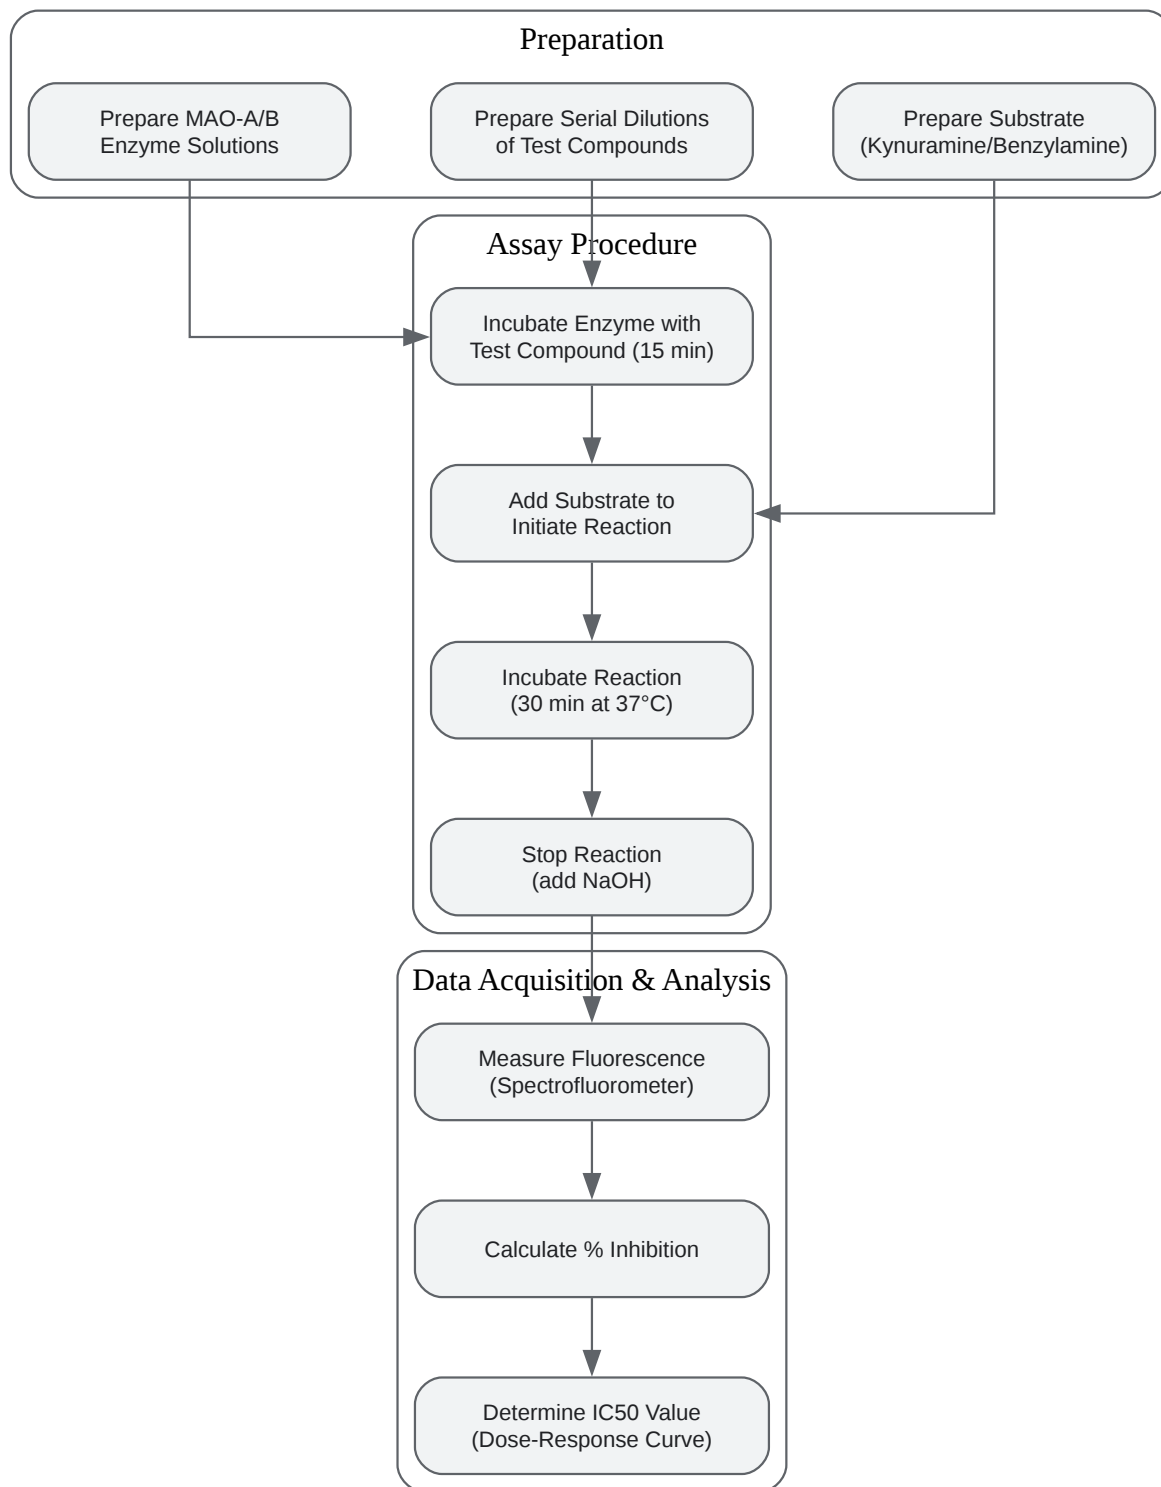 Preparation
Prepare MAO-A/B
Enzyme Solutions
Prepare Serial Dilutions
of Test Compounds
Prepare Substrate
(Kynuramine/Benzylamine)
Assay Procedure
Incubate Enzyme with
Test Compound (15 min)
Add Substrate to
Initiate Reaction
Incubate Reaction
(30 min at 37°C)
Stop Reaction
(add NaOH)
Data Acquisition & Analysis
Measure Fluorescence
(Spectrofluorometer)
Calculate % Inhibition
Determine IC50 Value
(Dose-Response Curve)